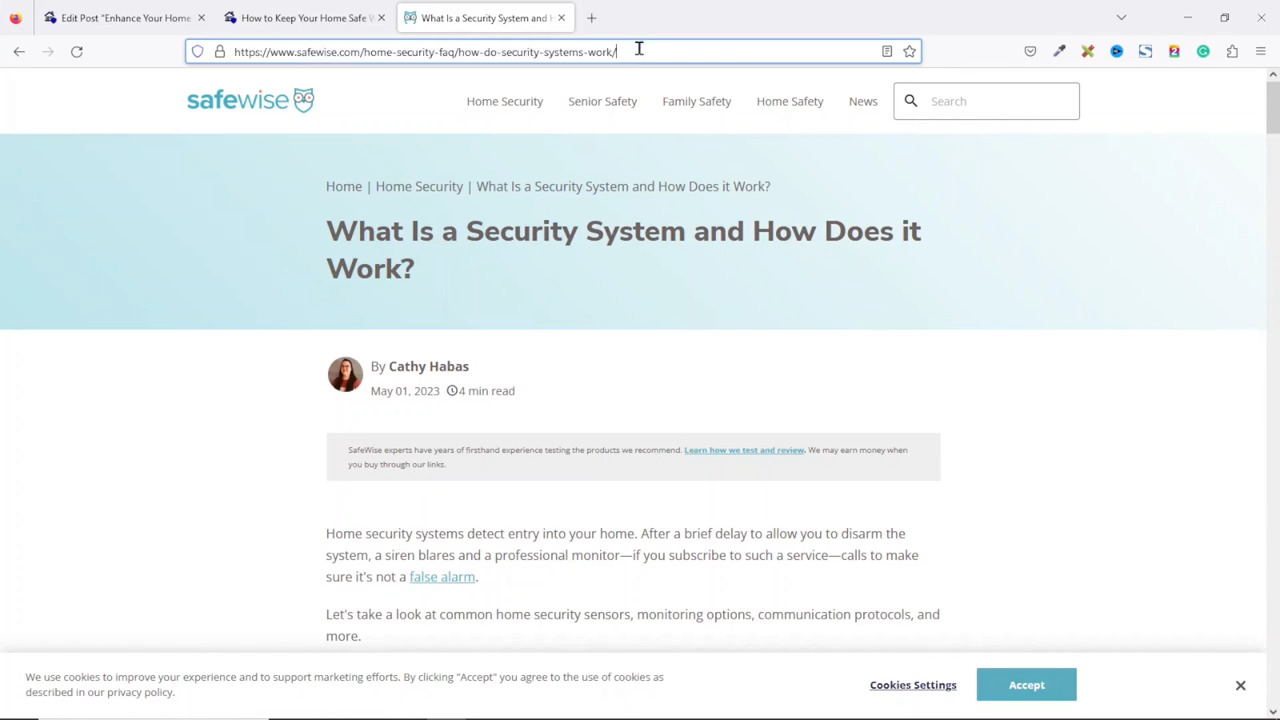 Edit Post "Enhance Your Home
How to Keep Your Home Safe W
What Is a Security System and H
https://www.safewise.com/home-security-faq/how-do-security-systems-work/
2
safewise
Home Security
Senior Safety
Family Safety
Home Safety
News
Search
Home | Home Security | What Is a Security System and How Does it Work?
What Is a Security System and How Does it
Work?
By Cathy Habas
May 01, 2023 4 min read
SafeWise experts have years of firsthand experience testing the products we recommend. Learn how we test and review. We may earn money when
you buy through our links.
Home security systems detect entry into your home. After a brief delay to allow you to disarm the
system, a siren blares and a professional monitor—if you subscribe to such a service—calls to make
sure it's not a false alarm.
Let's take a look at common home security sensors, monitoring options, communication protocols, and
more.
We use cookies to improve your experience and to support marketing efforts. By clicking "Accept" you agree to the use of cookies as
described in our privacy policy.
Cookies Settings
Accept